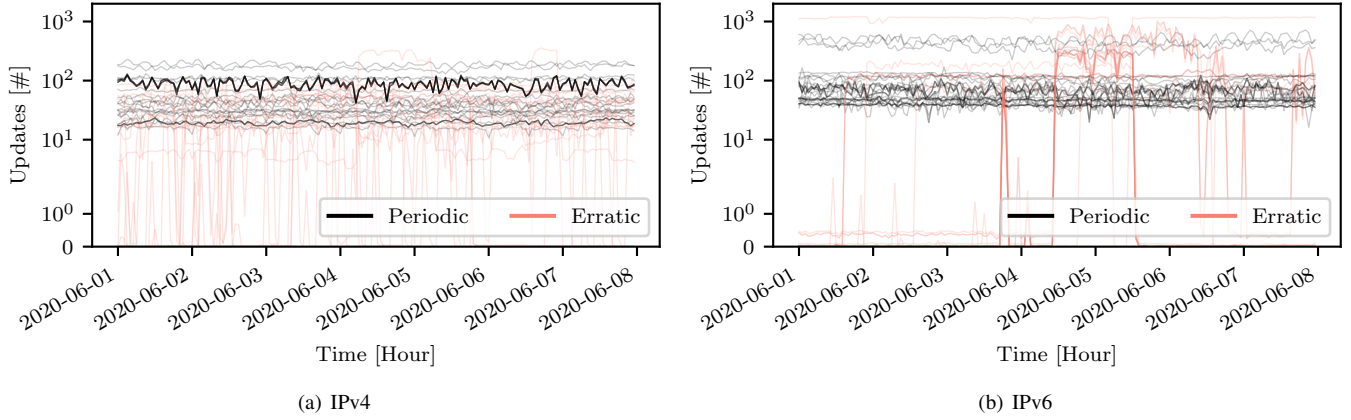 10³
10²
10¹
10⁰
0
Updates [#]
Periodic
Erratic
2020-06-01
2020-06-02
2020-06-03
2020-06-04
2020-06-05
2020-06-06
2020-06-07
2020-06-08
Time [Hour]
(a) IPv4
10³
10²
10¹
10⁰
0
Updates [#]
Periodic
Erratic
2020-06-01
2020-06-02
2020-06-03
2020-06-04
2020-06-05
2020-06-06
2020-06-07
2020-06-08
Time [Hour]
(b) IPv6